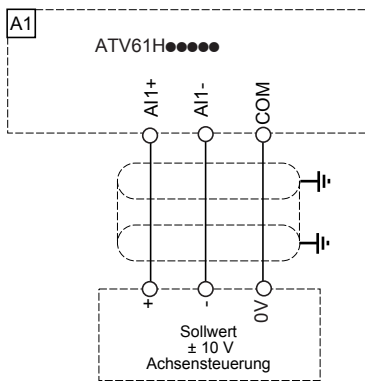 A1
ATV61H●●●●●
AI1+
AI1-
COM
+
-
0V
Sollwert
± 10 V
Achsensteuerung